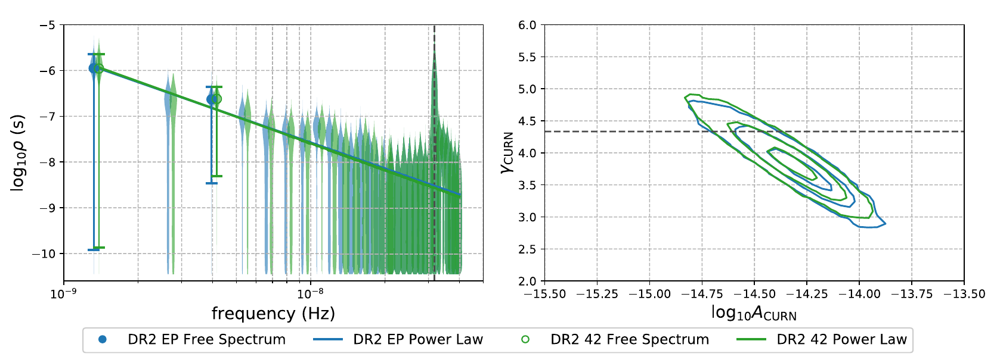 −5
−6
−7
−8
−9
−10
log₁₀ρ (s)
10⁻⁹
10⁻⁸
frequency (Hz)
6.0
5.5
5.0
4.5
4.0
3.5
3.0
2.5
2.0
γCURN
−15.50 −15.25 −15.00 −14.75 −14.50 −14.25 −14.00 −13.75 −13.50
log₁₀ACURN
DR2 EP Free Spectrum DR2 EP Power Law DR2 42 Free Spectrum DR2 42 Power Law